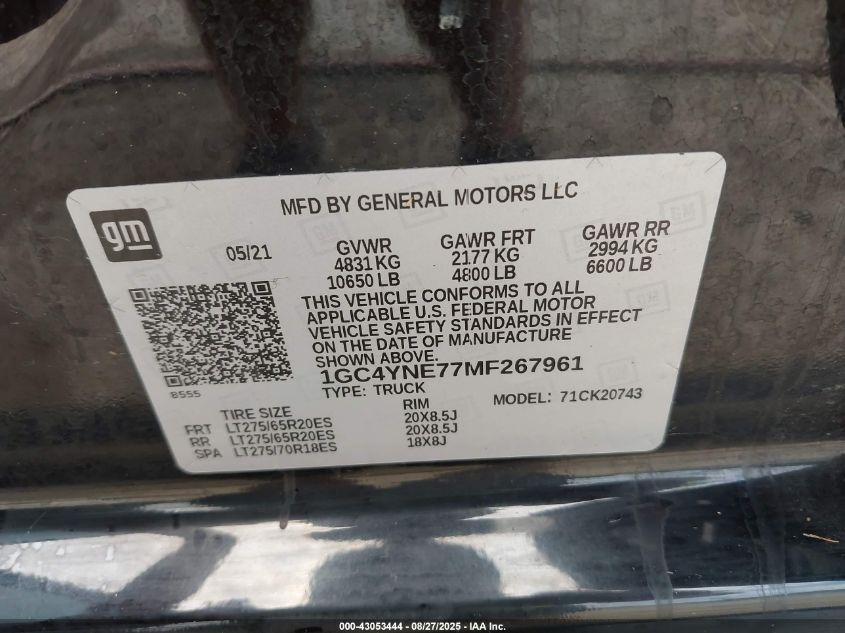 MFD BY GENERAL MOTORS LLC
gm
05/21
GVWR GAWR FRT GAWR RR
4831 KG 2177 KG 2994 KG
10650 LB 4800 LB 6600 LB
THIS VEHICLE CONFORMS TO ALL
APPLICABLE U.S. FEDERAL MOTOR
VEHICLE SAFETY STANDARDS IN EFFECT
ON THE DATE OF MANUFACTURE
SHOWN ABOVE.
1GC4YNE77MF267961
8555
TYPE: TRUCK MODEL: 71CK20743
TIRE SIZE RIM
FRT LT275/65R20ES 20X8.5J
RR LT275/65R20ES 20X8.5J
SPA LT275/70R18ES 18X8J
000-43053444 - 08/27/2025 - IAA Inc.